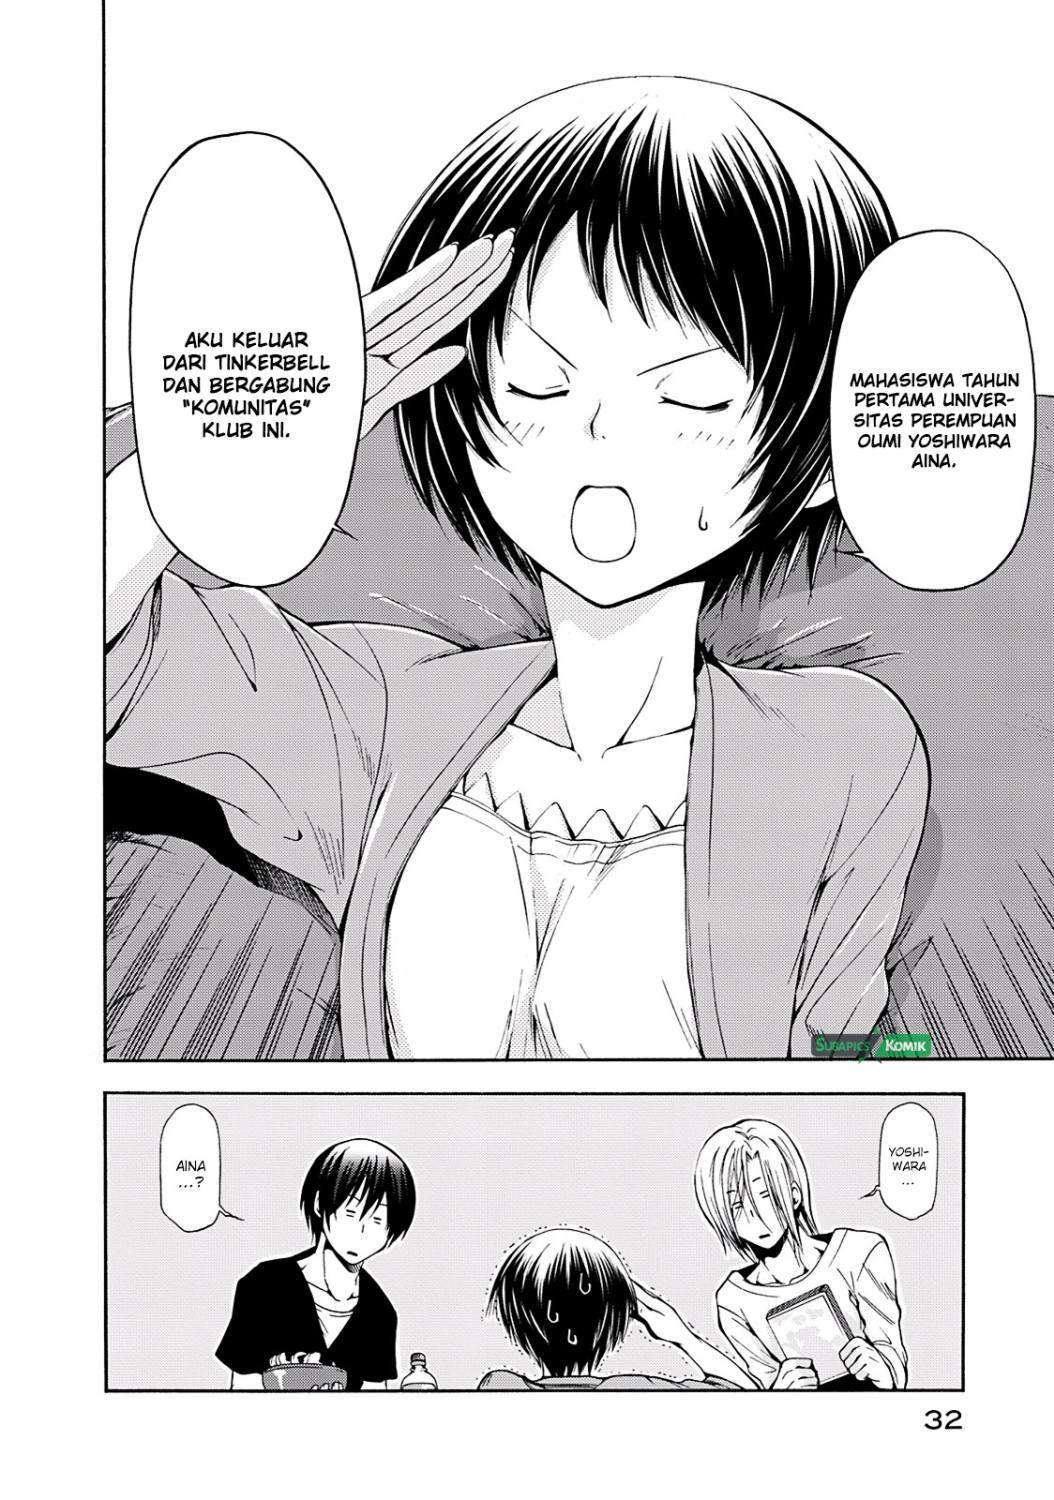 MAHASISWA TAHUN
PERTAMA UNIVER-
SITAS PEREMPUAN
OUMI YOSHIWARA
AINA.
AKU KELUAR
DARI TINKERBELL
DAN BERGABUNG
"KOMUNITAS"
KLUB INI.
SUBAPICS KOMIK
YOSHI-
WARA
...
AINA
...?
32